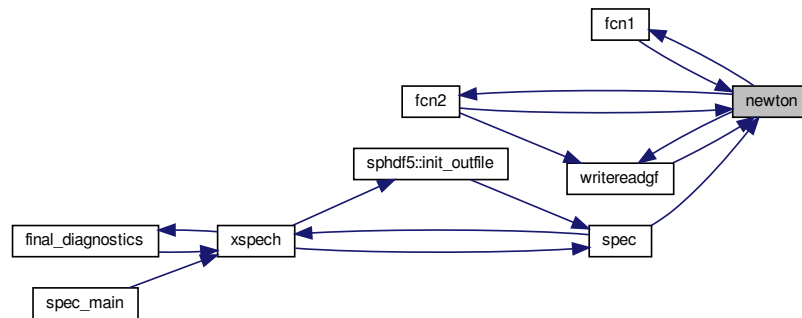 fcn1
fcn2
newton
sphdf5::init_outfile
writereadgf
final_diagnostics
xspech
spec
spec_main